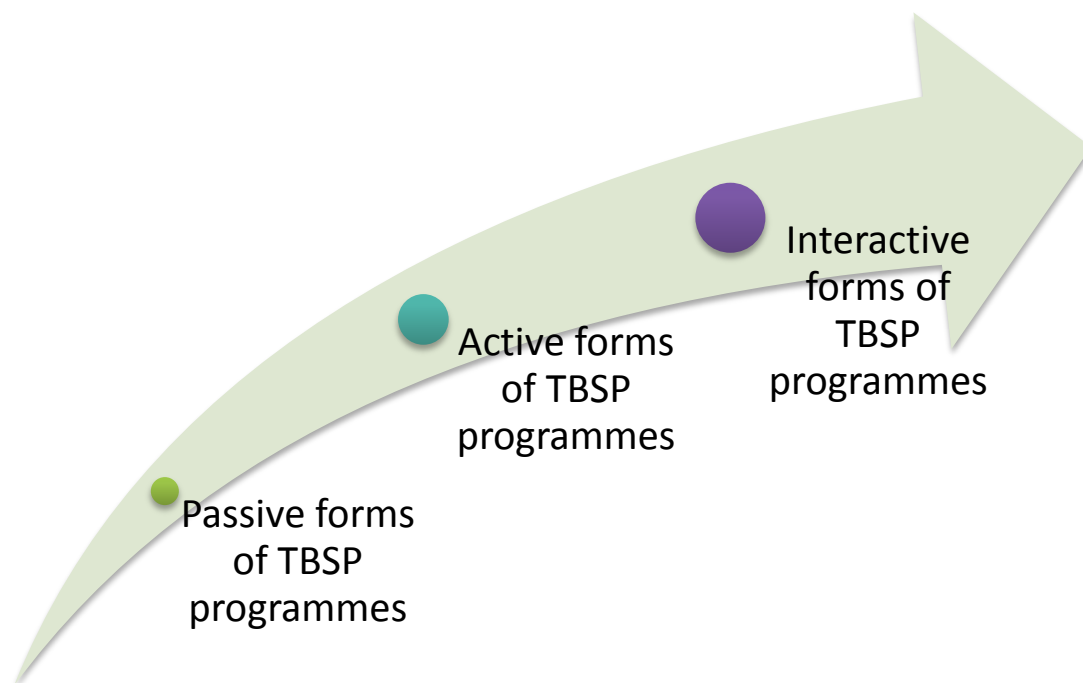 Passive forms
of TBSP
programmes
Active forms
of TBSP
programmes
Interactive
forms of
TBSP
programmes